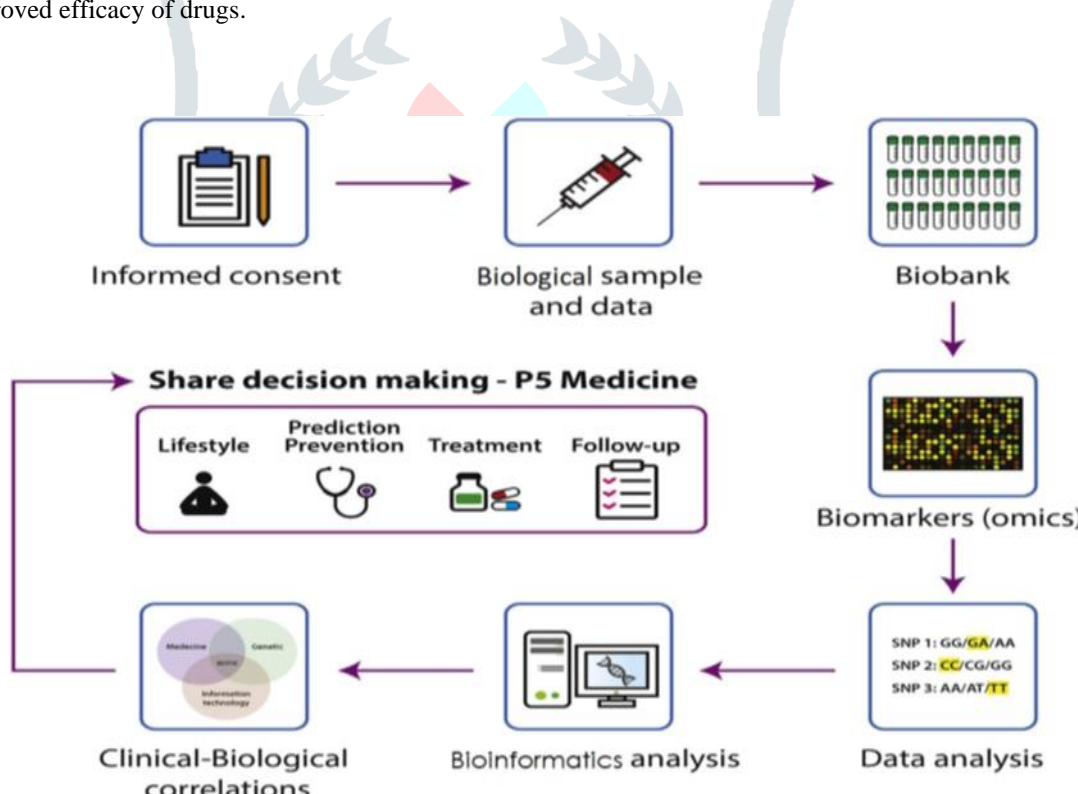 roved efficacy of drugs.
Informed consent
Biological sample
and data
Biobank
Share decision making - P5 Medicine
Lifestyle
Prediction
Prevention
Treatment
Follow-up
Biomarkers (omics)
SNP 1: GG/GA/AA
SNP 2: CC/CG/GG
SNP 3: AA/AT/TT
Medecine
Genetic
Information
technology
Clinical-Biological
correlations
Bioinformatics analysis
Data analysis